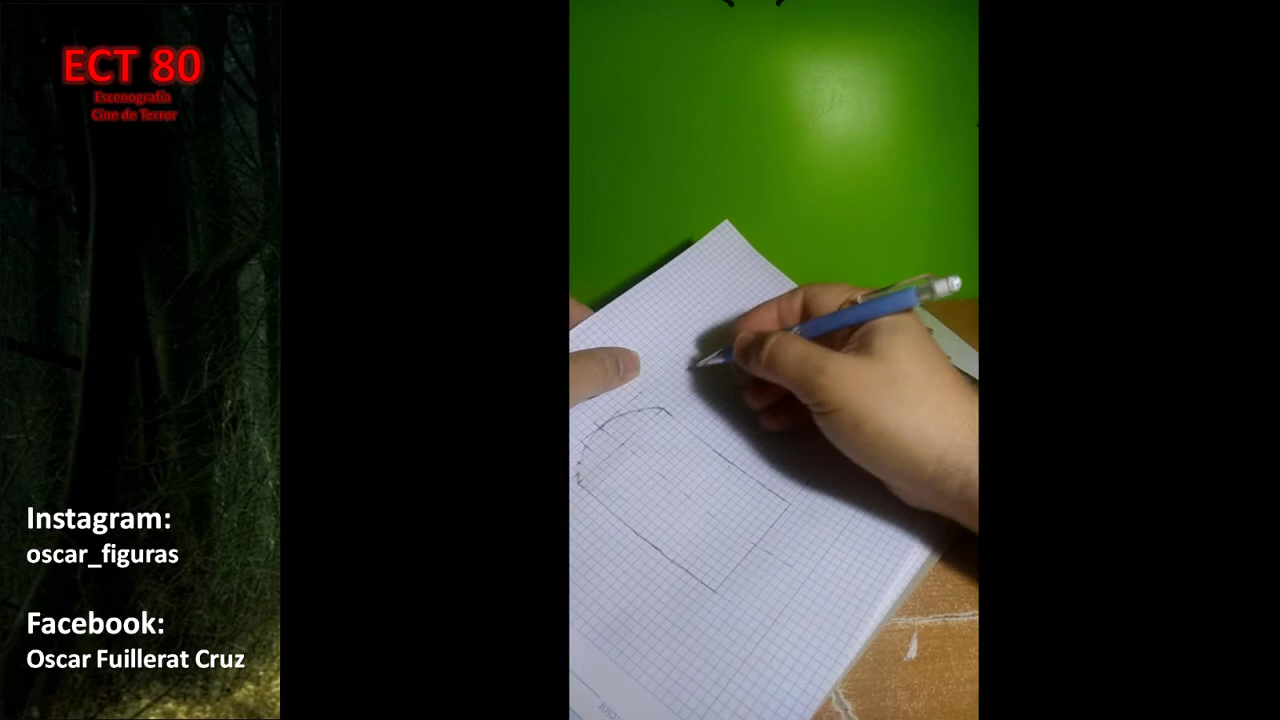 ECT 80
Escenografía
Cine de Terror
Instagram:
oscar_figuras
Facebook:
Oscar Fuillerat Cruz